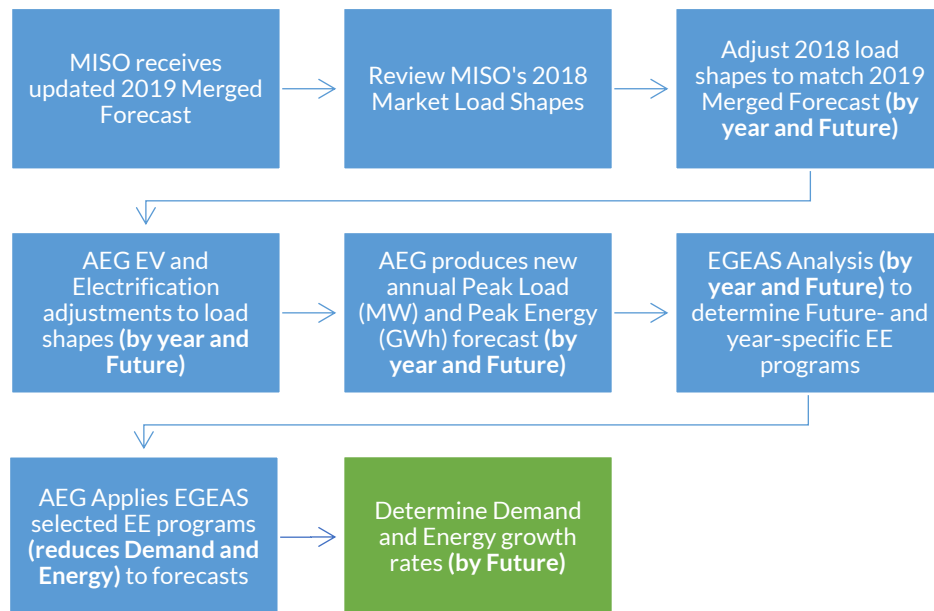 MISO receives
updated 2019 Merged
Forecast
Review MISO's 2018
Market Load Shapes
Adjust 2018 load
shapes to match 2019
Merged Forecast (by
year and Future)
AEG EV and
Electrification
adjustments to load
shapes (by year and
Future)
AEG produces new
annual Peak Load
(MW) and Peak Energy
(GWh) forecast (by
year and Future)
EGEAS Analysis (by
year and Future) to
determine Future- and
year-specific EE
programs
AEG Applies EGEAS
selected EE programs
(reduces Demand and
Energy) to forecasts
Determine Demand
and Energy growth
rates (by Future)